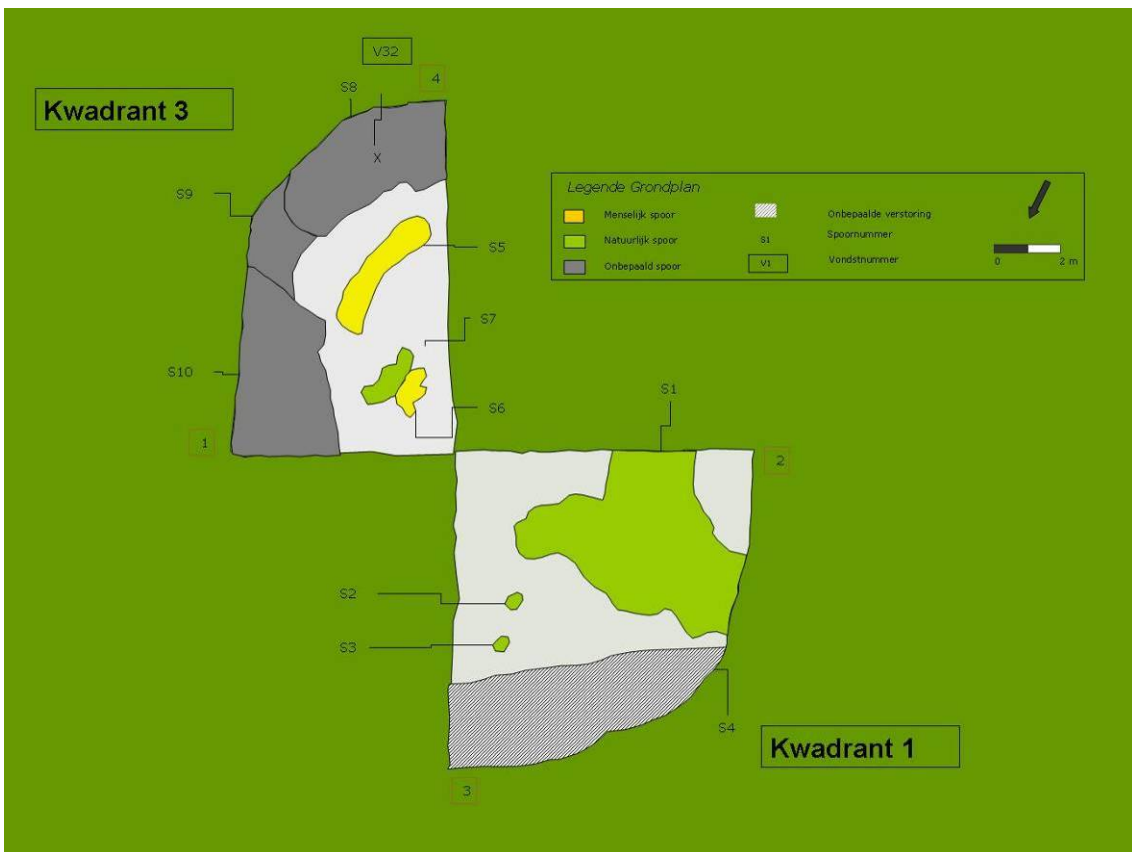 V32
4
S8
Kwadrant 3
S9
S5
S7
S10
S6
1
Legende Grondplan
Menselijk spoor
Natuurlijk spoor
Onbepaald spoor
Onbepaalde verstoring
S1 Spoornummer
V1 Vondstnummer
0 2 m
X
S1
2
S2
S3
S4
Kwadrant 1
3